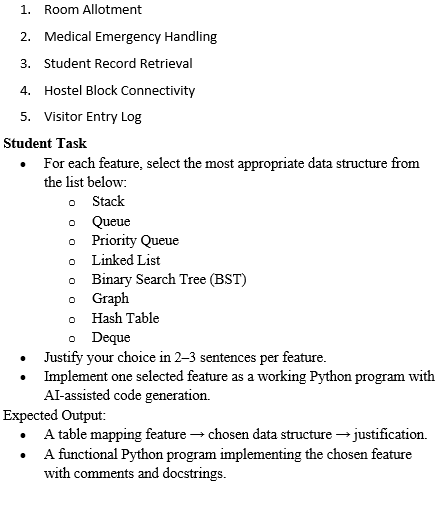 1. Room Allotment
2. Medical Emergency Handling
3. Student Record Retrieval
4. Hostel Block Connectivity
5. Visitor Entry Log
Student Task
• For each feature, select the most appropriate data structure from
the list below:
o Stack
o Queue
o Priority Queue
o Linked List
o Binary Search Tree (BST)
o Graph
o Hash Table
o Deque
• Justify your choice in 2–3 sentences per feature.
• Implement one selected feature as a working Python program with
AI-assisted code generation.
Expected Output:
• A table mapping feature → chosen data structure → justification.
• A functional Python program implementing the chosen feature
with comments and docstrings.